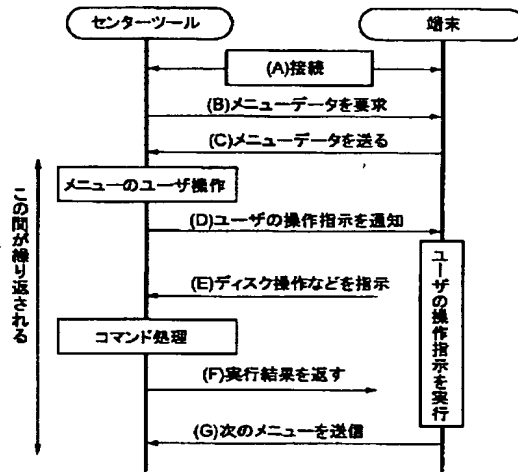 センターツール
端末
(A)接続
(B)メニューデータを要求
(C)メニューデータを送る
メニューのユーザ操作
(D)ユーザの操作指示を通知
(E)ディスク操作などを指示
コマンド処理
(F)実行結果を返す
(G)次のメニューを送信
この間が繰り返される
ユーザの操作指示を実行